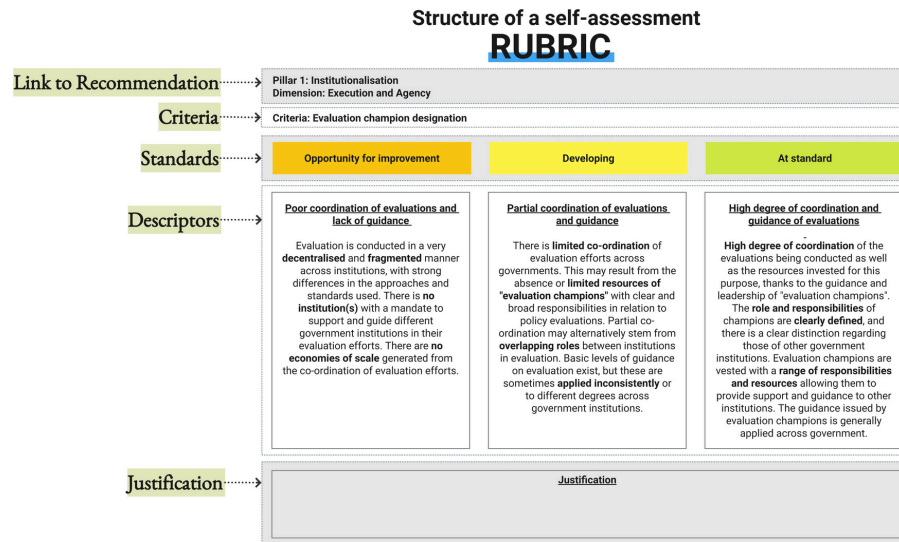 Structure of a self-assessment
RUBRIC
Link to Recommendation
Pillar 1: Institutionalisation
Dimension: Execution and Agency
Criteria
Criteria: Evaluation champion designation
Standards
Opportunity for improvement
Developing
At standard
Descriptors
Poor coordination of evaluations and
lack of guidance
Evaluation is conducted in a very
decentralised and fragmented manner
across institutions, with strong
differences in the approaches and
standards used. There is no
institution(s) with a mandate to
support and guide different
government institutions in their
evaluation efforts. There are no
economies of scale generated from
the co-ordination of evaluation efforts.
Partial coordination of evaluations
and guidance
There is limited co-ordination of
evaluation efforts across
governments. This may result from the
absence or limited resources of
"evaluation champions" with clear and
broad responsibilities in relation to
policy evaluations. Partial co-
ordination may alternatively stem from
overlapping roles between institutions
in evaluation. Basic levels of guidance
on evaluation exist, but these are
sometimes applied inconsistently or
to different degrees across
government institutions.
High degree of coordination and
guidance of evaluations
High degree of coordination of the
evaluations being conducted as well
as the resources invested for this
purpose, thanks to the guidance and
leadership of "evaluation champions".
The role and responsibilities of
champions are clearly defined, and
there is a clear distinction regarding
those of other government
institutions. Evaluation champions are
vested with a range of responsibilities
and resources allowing them to
provide support and guidance to other
institutions. The guidance issued by
evaluation champions is generally
applied across government.
Justification
Justification